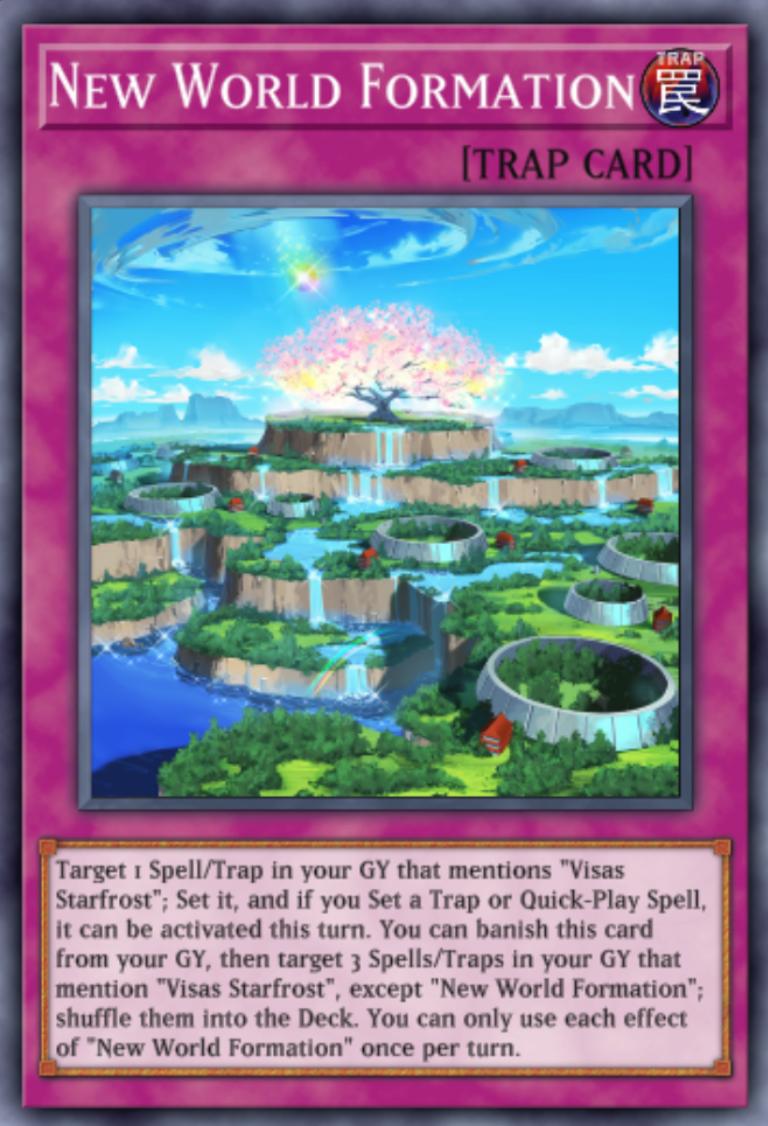 NEW WORLD FORMATION
TRAP
罠
[TRAP CARD]
Target 1 Spell/Trap in your GY that mentions "Visas
Starfrost"; Set it, and if you Set a Trap or Quick-Play Spell,
it can be activated this turn. You can banish this card
from your GY, then target 3 Spells/Traps in your GY that
mention "Visas Starfrost", except "New World Formation";
shuffle them into the Deck. You can only use each effect
of "New World Formation" once per turn.